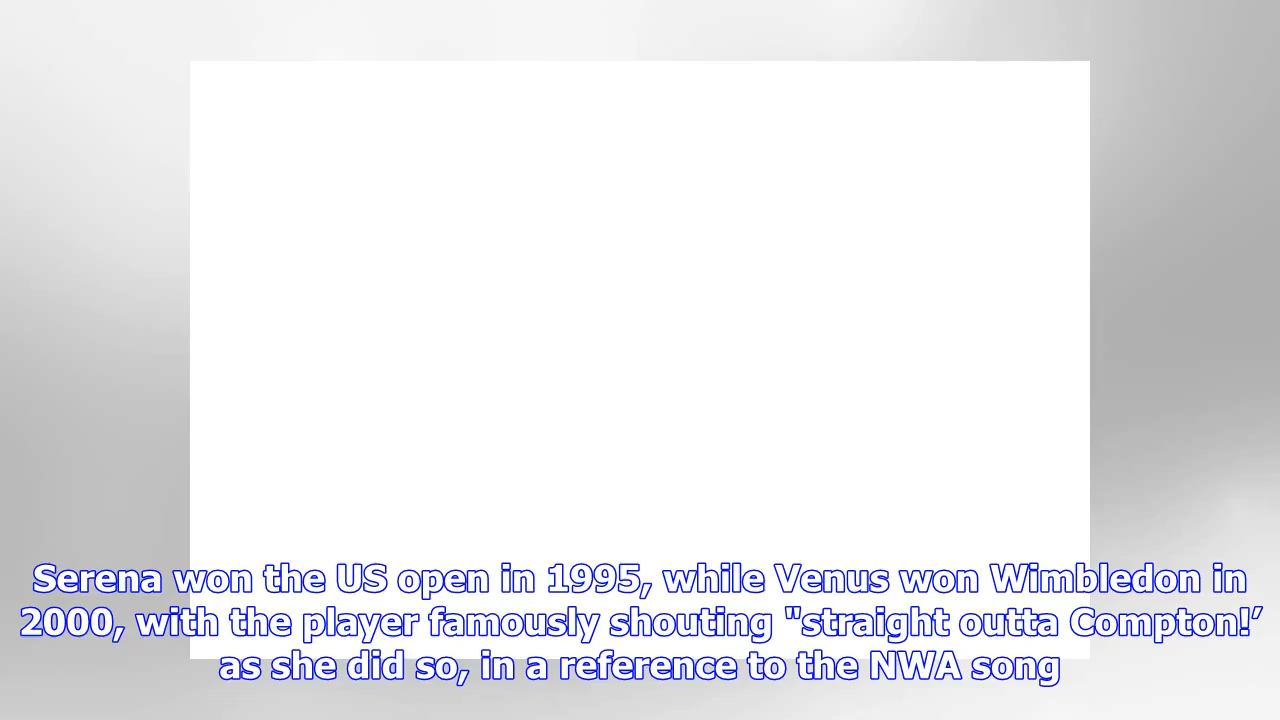 Serena won the US open in 1995, while Venus won Wimbledon in
2000, with the player famously shouting "straight outta Compton!’
as she did so, in a reference to the NWA song